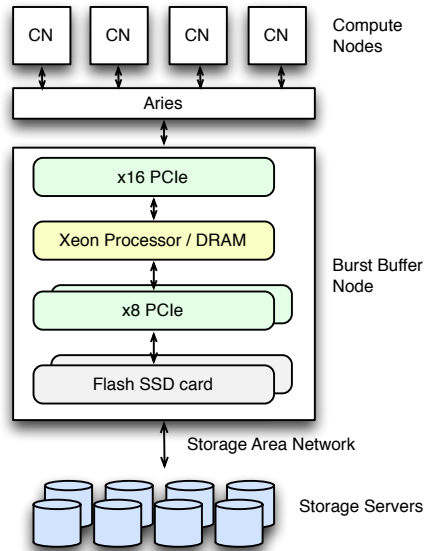 CN CN CN CN
Compute
Nodes
Aries
x16 PCIe
Xeon Processor / DRAM
Burst Buffer
Node
x8 PCIe
Flash SSD card
Storage Area Network
Storage Servers